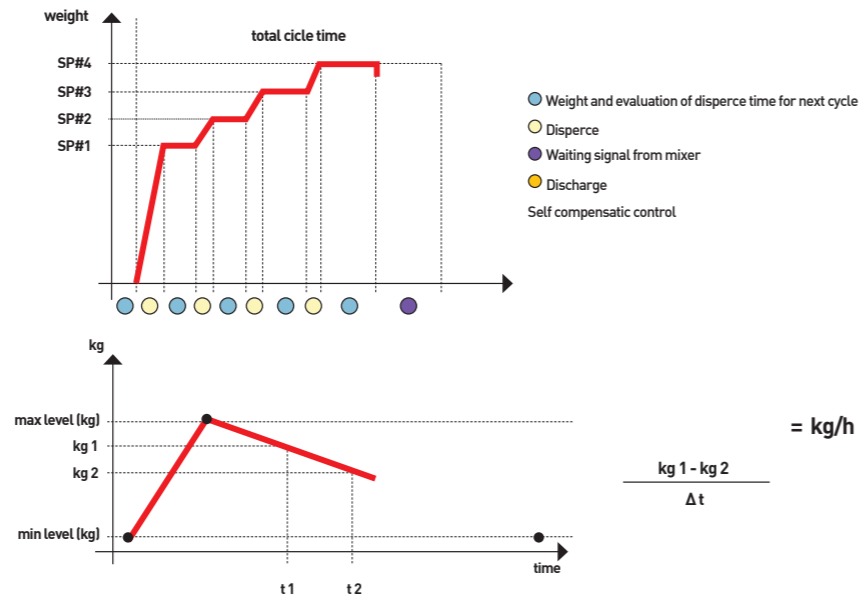 weight
total cicle time
SP#4
SP#3
SP#2
SP#1
Weight and evaluation of disperce time for next cycle
Disperce
Waiting signal from mixer
Discharge
Self compensatic control
kg
max level (kg)
kg 1
kg 2
min level (kg)
t 1
t 2
time
kg 1 - kg 2
Δ t
= kg/h